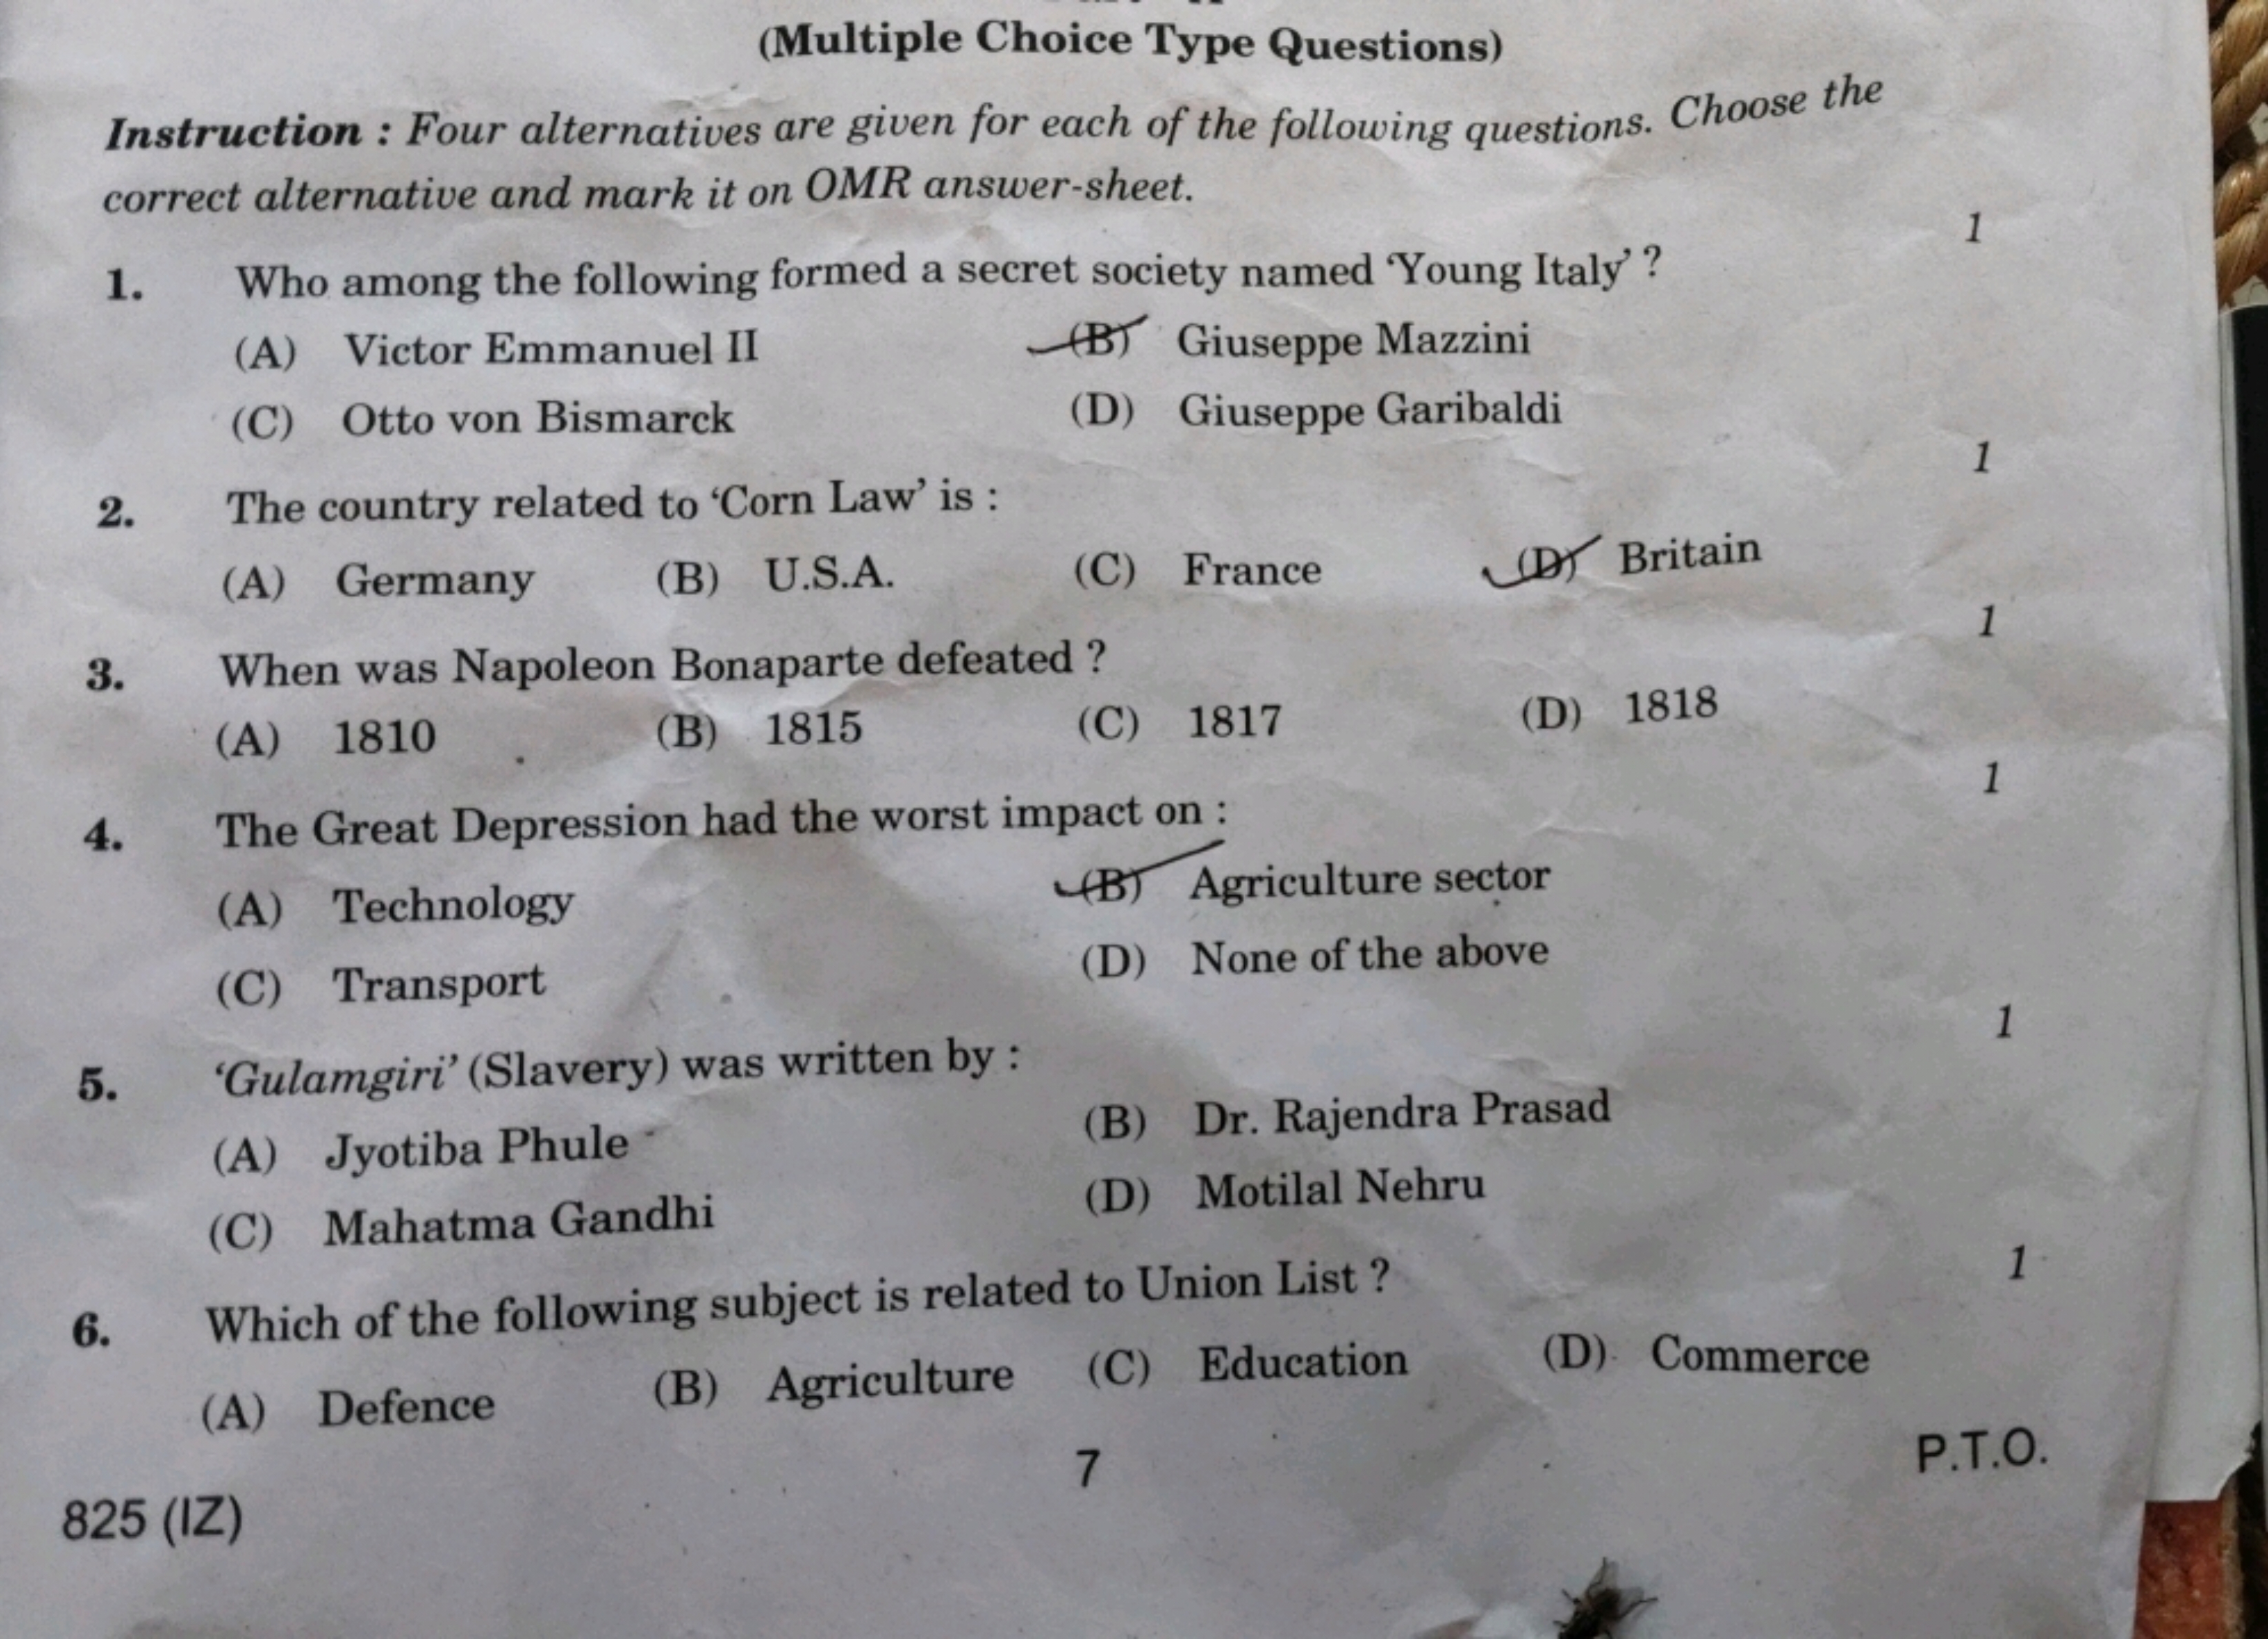 (Multiple Choice Type Questions)
Instruction : Four alternatives are given for each of the following questions. Choose the
correct alternative and mark it on OMR answer-sheet.
1. Who among the following formed a secret society named ‘Young Italy’ ? 1
(A) Victor Emmanuel II (B) Giuseppe Mazzini
(C) Otto von Bismarck (D) Giuseppe Garibaldi
2. The country related to ‘Corn Law’ is : 1
(A) Germany (B) U.S.A. (C) France (D) Britain
3. When was Napoleon Bonaparte defeated ? 1
(A) 1810 (B) 1815 (C) 1817 (D) 1818
4. The Great Depression had the worst impact on : 1
(A) Technology (B) Agriculture sector
(C) Transport (D) None of the above
5. ‘Gulamgiri’ (Slavery) was written by : 1
(A) Jyotiba Phule (B) Dr. Rajendra Prasad
(C) Mahatma Gandhi (D) Motilal Nehru
6. Which of the following subject is related to Union List ? 1
(A) Defence (B) Agriculture (C) Education (D) Commerce
825 (IZ) 7 P.T.O.